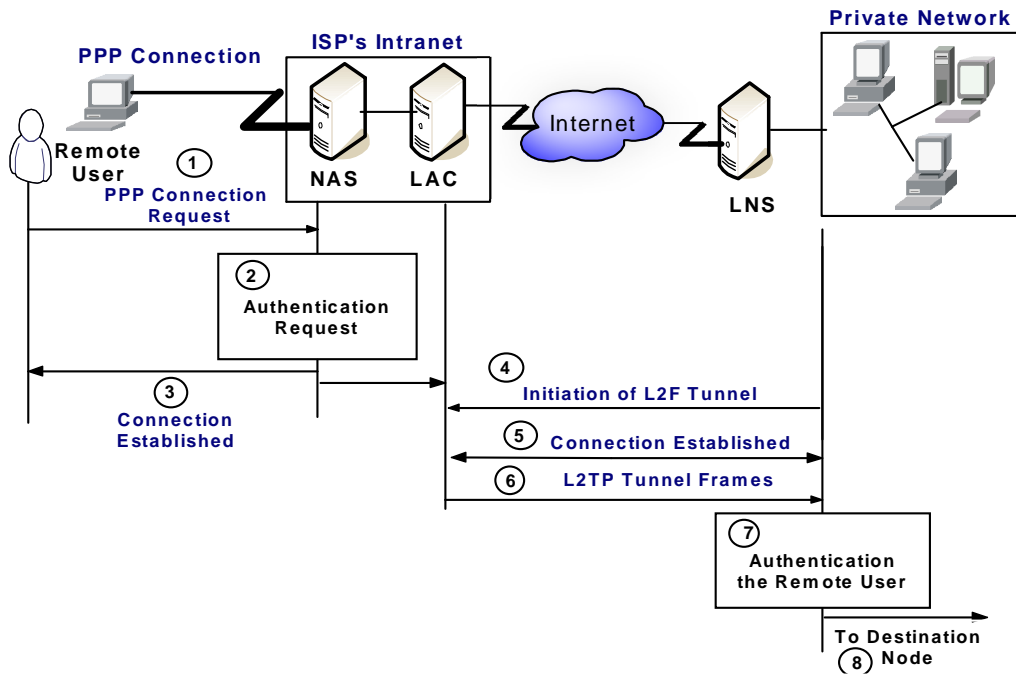 Private Network
ISP's Intranet
PPP Connection
Internet
Remote
User
NAS
LAC
LNS
1
PPP Connection
Request
2
Authentication
Request
3
Connection
Established
4
Initiation of L2F Tunnel
5 Connection Established
6 L2TP Tunnel Frames
7
Authentication
the Remote User
To Destination
8 Node